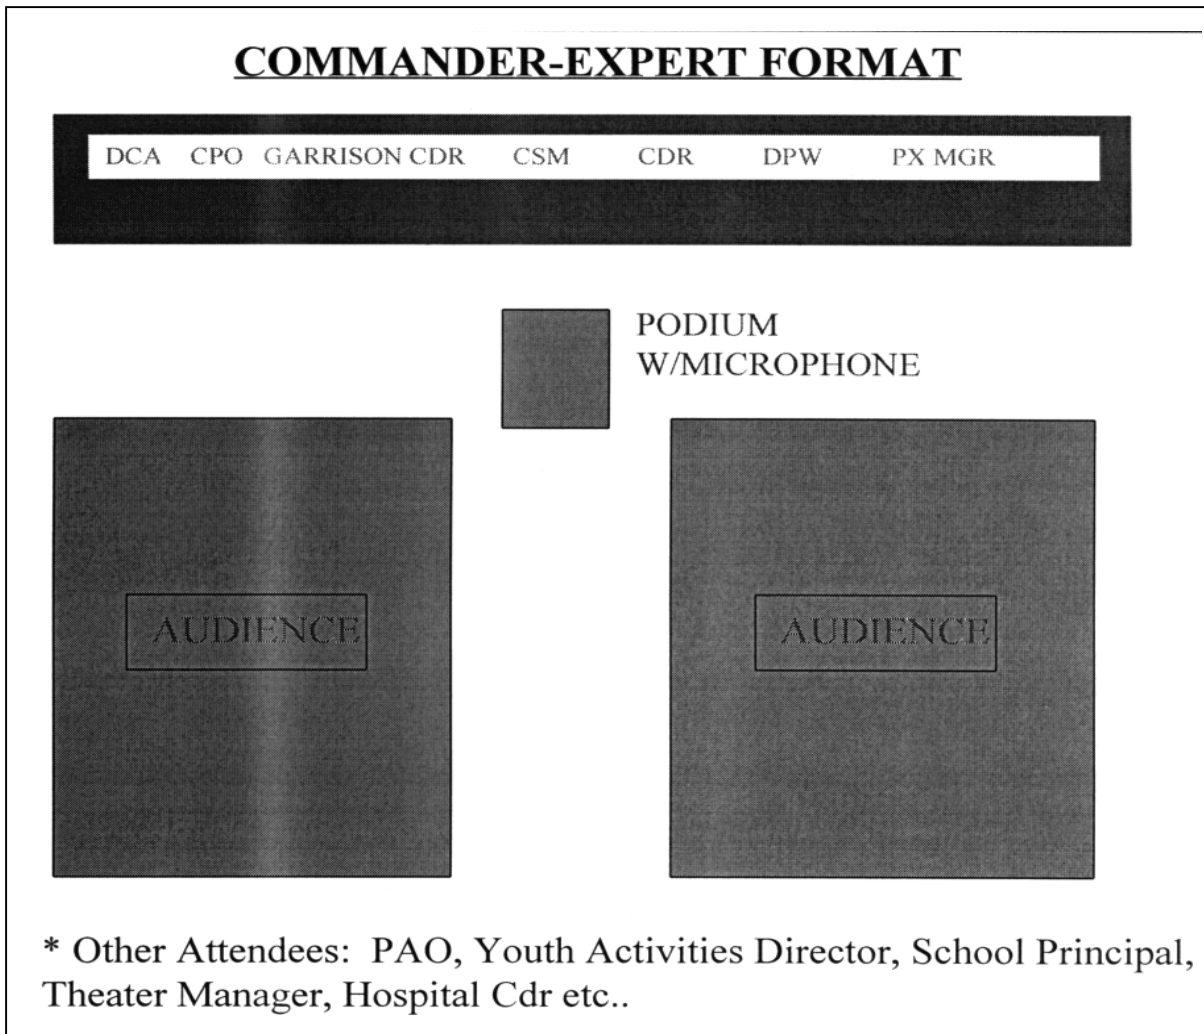 COMMANDER-EXPERT FORMAT
DCA CPO GARRISON CDR CSM CDR DPW PX MGR
PODIUM
W/MICROPHONE
AUDIENCE AUDIENCE
* Other Attendees: PAO, Youth Activities Director, School Principal,
Theater Manager, Hospital Cdr etc..